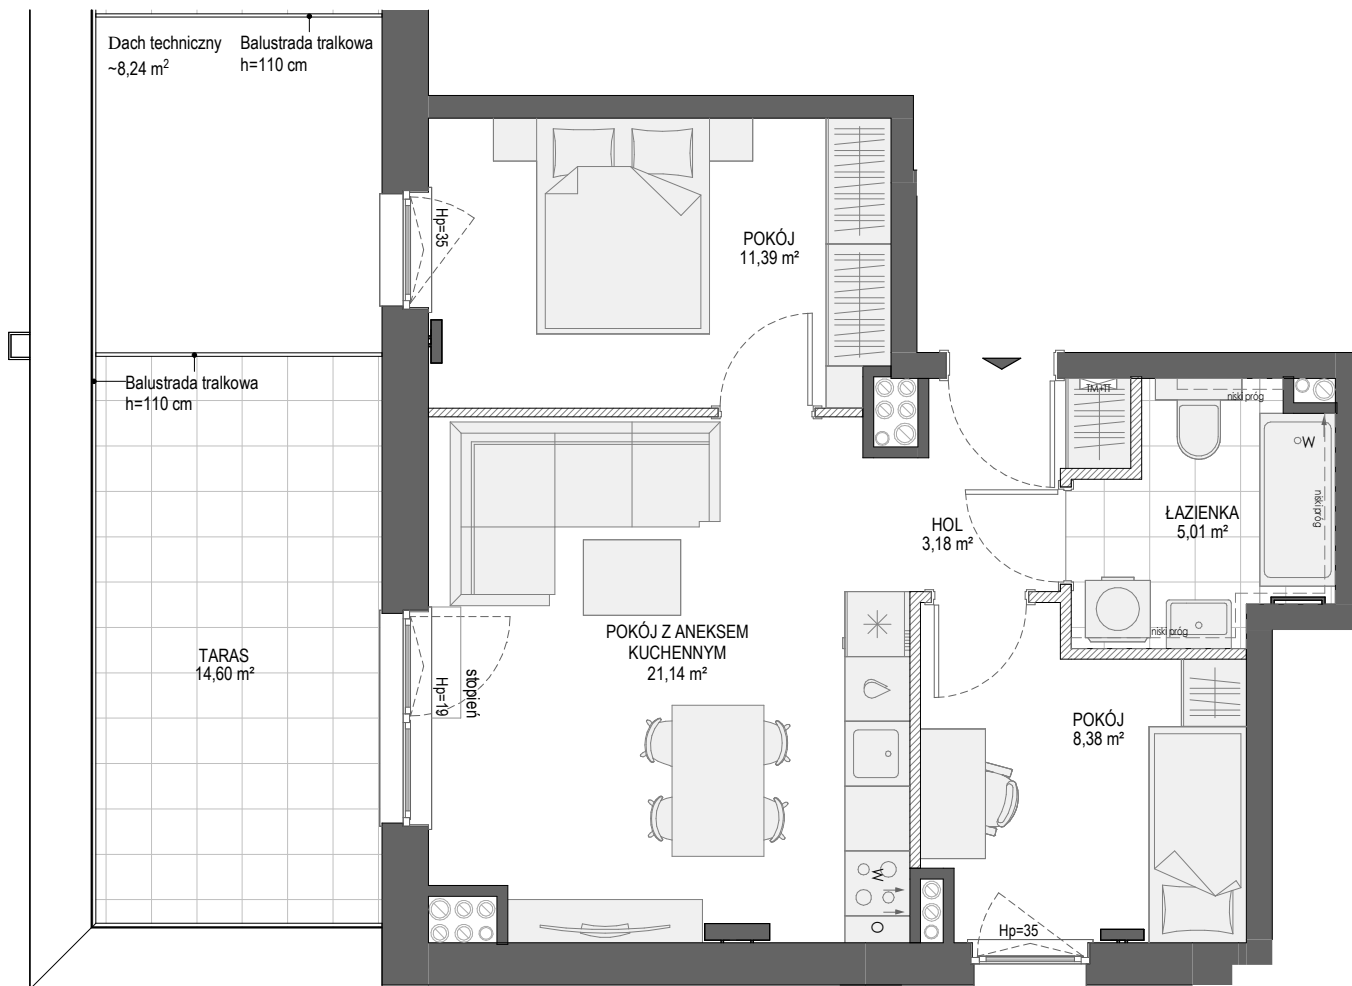 Dach techniczny
~8,24 m²
Balustrada tralkowa
h=110 cm
Hp=35
POKÓJ
11,39 m²
Balustrada tralkowa
h=110 cm
TM+TT
niski próg
W
niski próg
ŁAZIENKA
5,01 m²
HOL
3,18 m²
niski próg
POKÓJ Z ANEKSEM
KUCHENNYM
21,14 m²
TARAS
14,60 m²
Hp=19
stopień
POKÓJ
8,38 m²
W
Hp=35